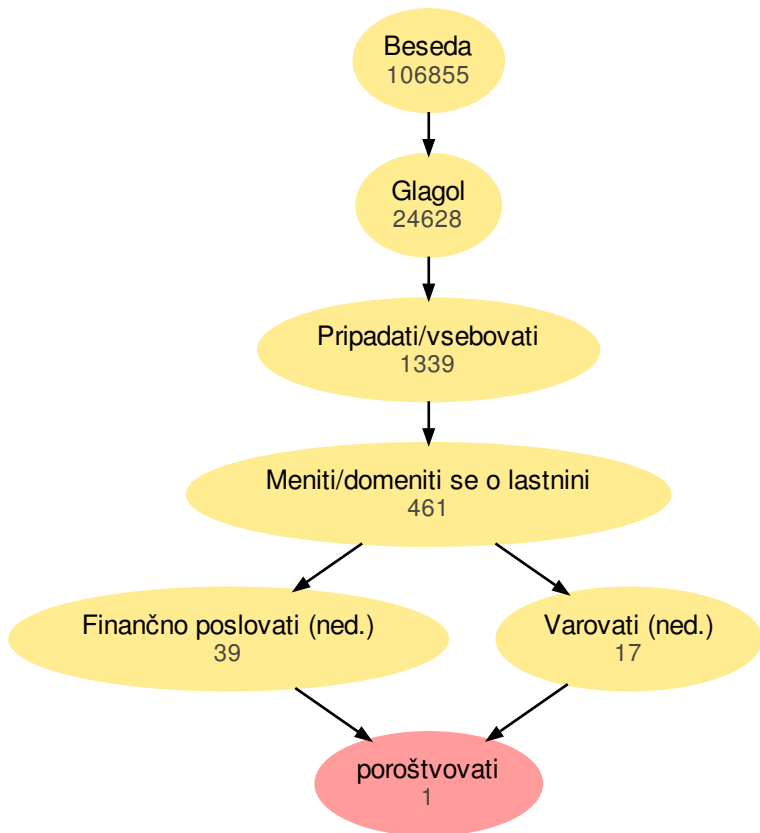 Beseda
106855
Glagol
24628
Pripadati/vsebovati
1339
Meniti/domeniti se o lastnini
461
Finančno poslovati (ned.)
39
Varovati (ned.)
17
poroštvovati
1